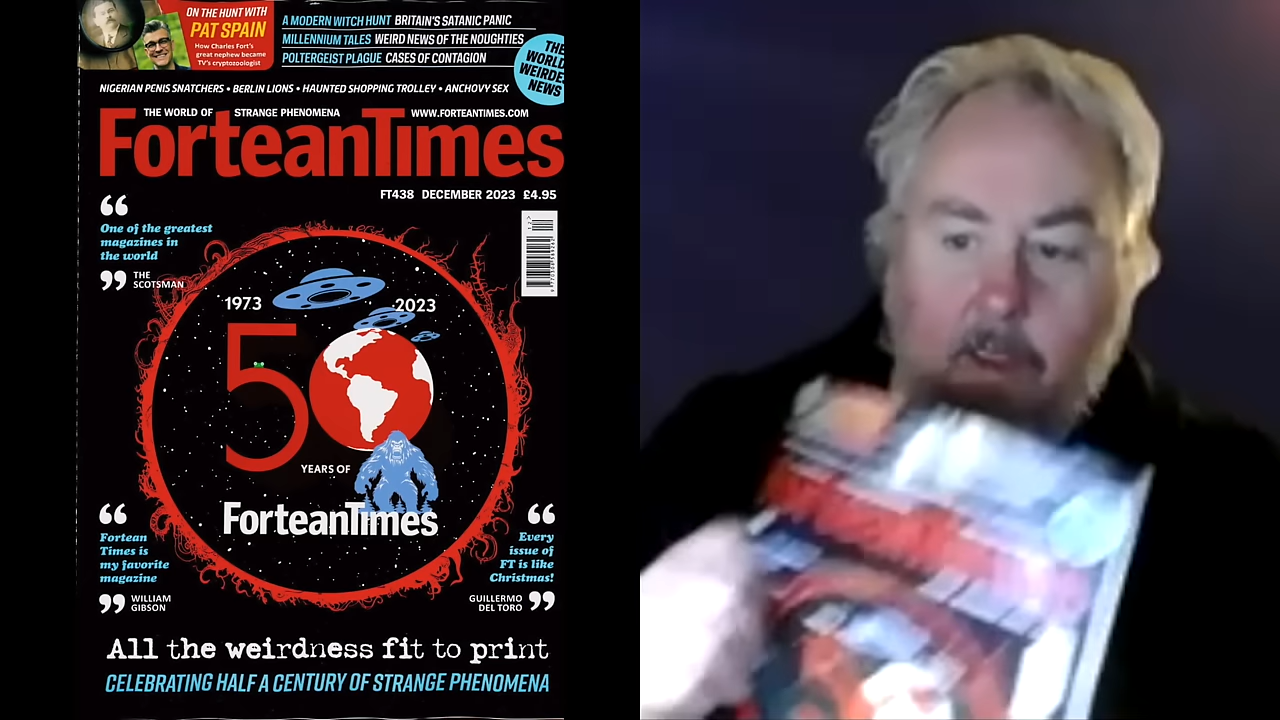 ON THE HUNT WITH
PAT SPAIN
How Charles Fort's
great nephew became
TV's cryptozoologist
A MODERN WITCH HUNT BRITAIN'S SATANIC PANIC
MILLENNIUM TALES WEIRD NEWS OF THE NOUGHTIES
POLTERGEIST PLAGUE CASES OF CONTAGION
THE
WORLD
WEIRDE
NEWS
NIGERIAN PENIS SNATCHERS • BERLIN LIONS • HAUNTED SHOPPING TROLLEY • ANCHOVY SEX
THE WORLD OF STRANGE PHENOMENA WWW.FORTEANTIMES.COM
ForteanTimes
FT438 DECEMBER 2023 £4.95
“
One of the greatest
magazines in
the world
” THE
SCOTSMAN
1973 2023
50
YEARS OF
ForteanTimes
“
Fortean
Times is
my favorite
magazine
” WILLIAM
GIBSON
“
Every
issue of
FT is like
Christmas!
GUILLERMO
DEL TORO ”
All the weirdness fit to print
CELEBRATING HALF A CENTURY OF STRANGE PHENOMENA